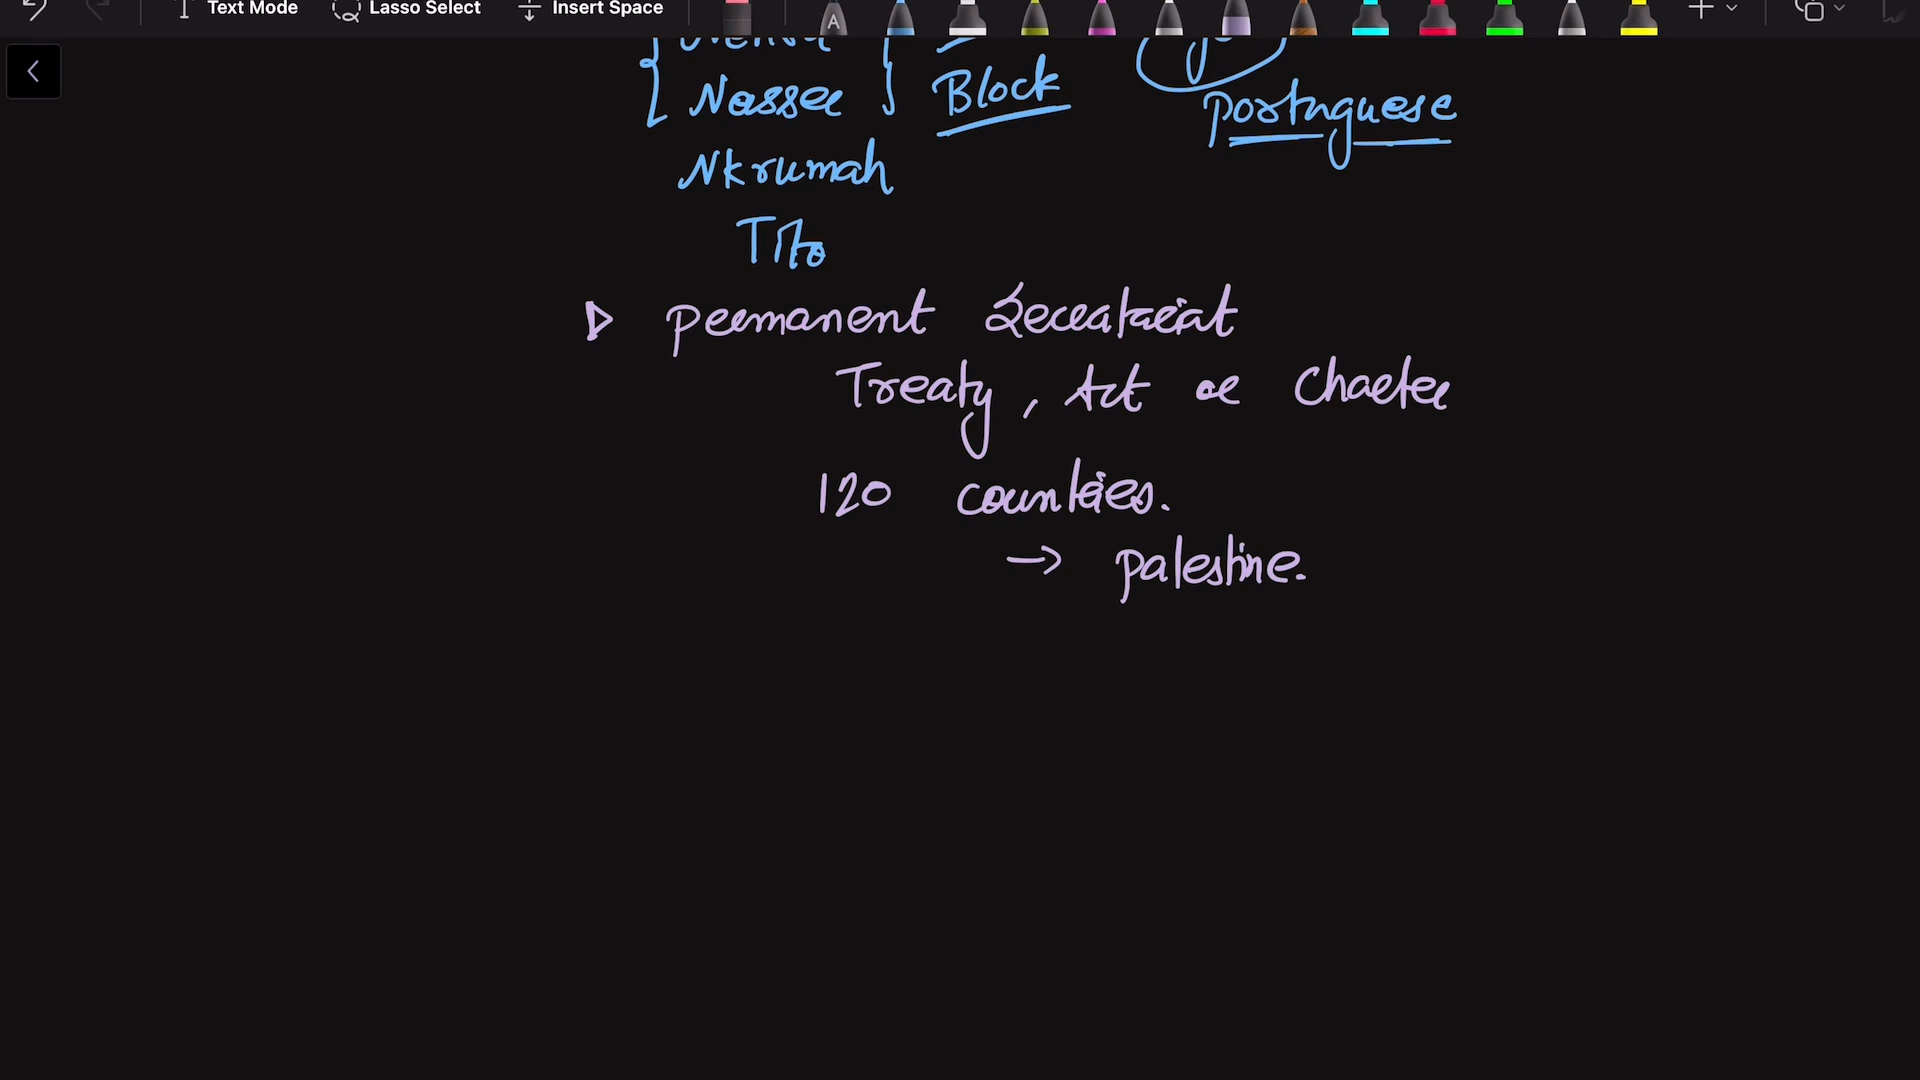 Text Mode Lasso Select Insert Space
A
Nehru
Nasser Block Portuguese
Nkrumah
Tito
Permanent Secretariat
Treaty, Act or Charter
120 countries.
→ Palestine.